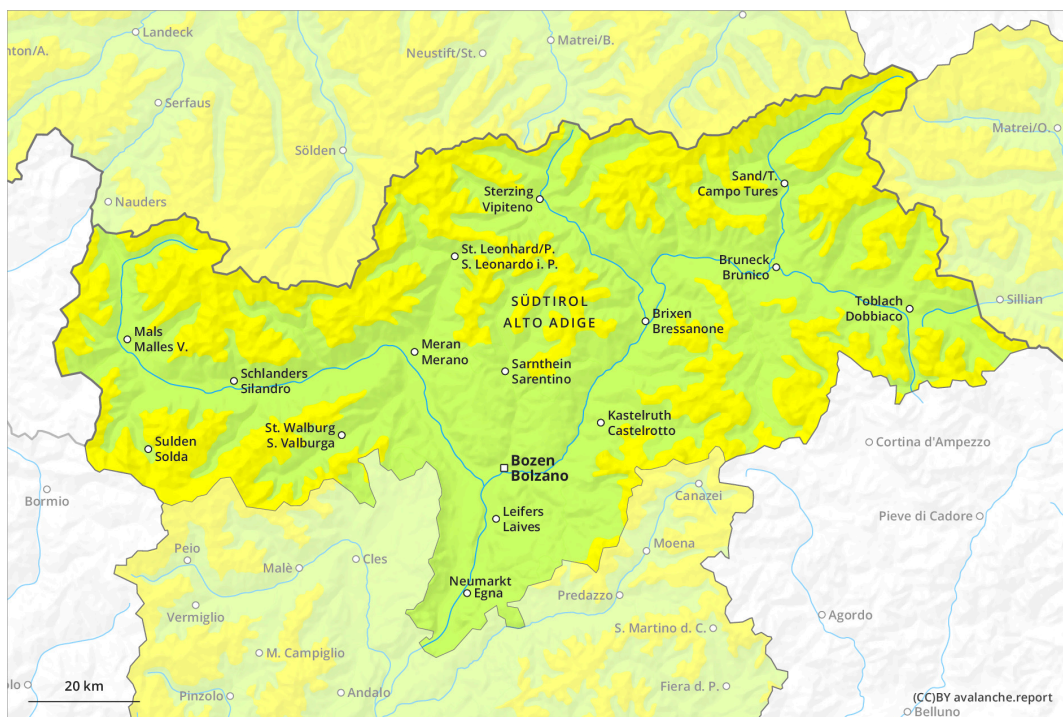 Landeck
nton/A.
Matrei/B.
Neustift/St.
Serfaus
Matrei/O.
Sölden
Sand/T.
Campo Tures
Sterzing
Vipiteno
Nauders
St. Leonhard/P.
S. Leonardo i. P.
Bruneck
Brunico
SÜDTIROL
ALTO ADIGE
Toblach
Dobbiaco
Sillian
Brixen
Bressanone
Mals
Malles V.
Meran
Merano
Sarnthein
Sarentino
Schlanders
Silandro
St. Walburg
S. Valburga
Kastelruth
Castelrotto
Sulden
Solda
Cortina d'Ampezzo
Bozen
Bolzano
Bormio
Canazei
Leifers
Laives
Pieve di Cadore
Peio
Cles
Moena
Malè
Neumarkt
Egna
Predazzo
Vermiglio
Agordo
S. Martino d. C.
M. Campiglio
20 km
olo
Pinzolo
Andalo
Fiera d. P.
(CC)BY avalanche.report
Belluno